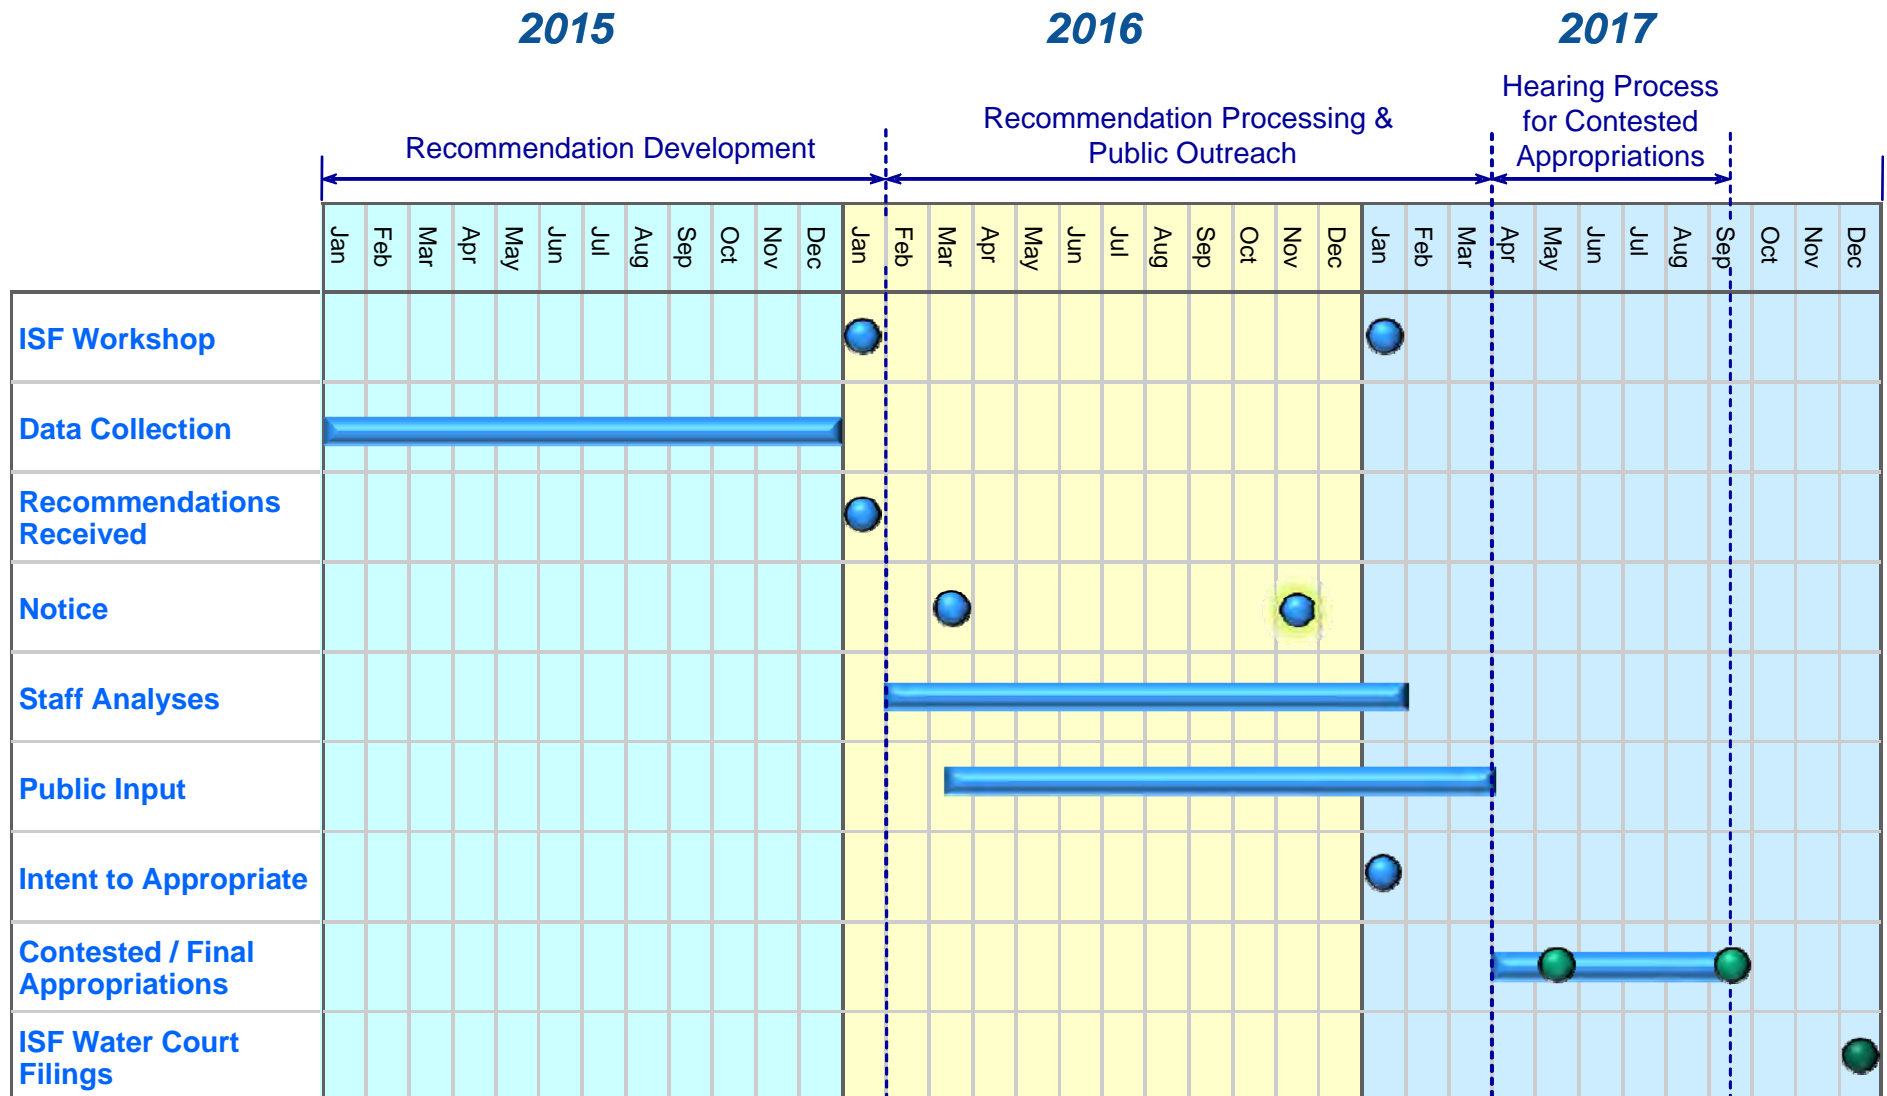 2015 2016 2017
Recommendation Development
Recommendation Processing &
Public Outreach
Hearing Process
for Contested
Appropriations
Jan Feb Mar Apr May Jun Jul Aug Sep Oct Nov Dec Jan Feb Mar Apr May Jun Jul Aug Sep Oct Nov Dec Jan Feb Mar Apr May Jun Jul Aug Sep Oct Nov Dec
ISF Workshop
Data Collection
Recommendations
Received
Notice
Staff Analyses
Public Input
Intent to Appropriate
Contested / Final
Appropriations
ISF Water Court
Filings